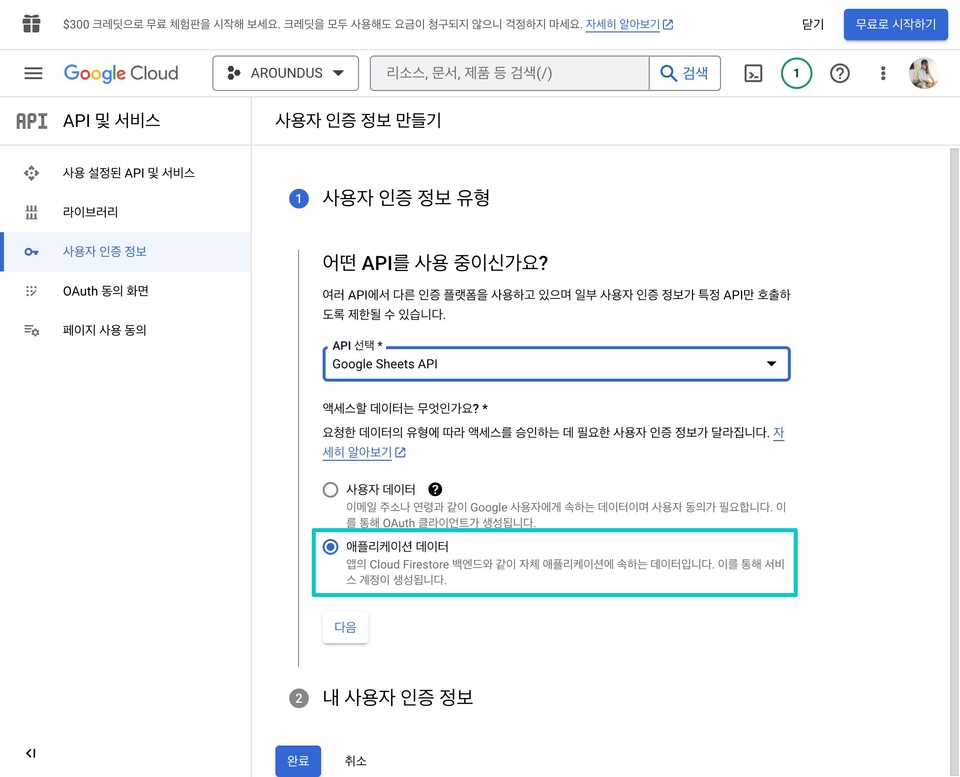 $300 크레딧으로 무료 체험판을 시작해 보세요. 크레딧을 모두 사용해도 요금이 청구되지 않으니 걱정하지 마세요. 자세히 알아보기
닫기
무료로 시작하기
Google Cloud
AROUNDUS
리소스, 문서, 제품 등 검색(/)
검색
1
API
API 및 서비스
사용자 인증 정보 만들기
사용 설정된 API 및 서비스
라이브러리
사용자 인증 정보
OAuth 동의 화면
페이지 사용 동의
1
사용자 인증 정보 유형
어떤 API를 사용 중이신가요?
여러 API에서 다른 인증 플랫폼을 사용하고 있으며 일부 사용자 인증 정보가 특정 API만 호출하
도록 제한될 수 있습니다.
API 선택 *
Google Sheets API
액세스할 데이터는 무엇인가요? *
요청한 데이터의 유형에 따라 액세스를 승인하는 데 필요한 사용자 인증 정보가 달라집니다. 자
세히 알아보기
사용자 데이터
이메일 주소나 연령과 같이 Google 사용자에게 속하는 데이터이며 사용자 동의가 필요합니다. 이
를 통해 OAuth 클라이언트가 생성됩니다.
애플리케이션 데이터
앱의 Cloud Firestore 백엔드와 같이 자체 애플리케이션에 속하는 데이터입니다. 이를 통해 서비
스 계정이 생성됩니다.
다음
2
내 사용자 인증 정보
완료
취소